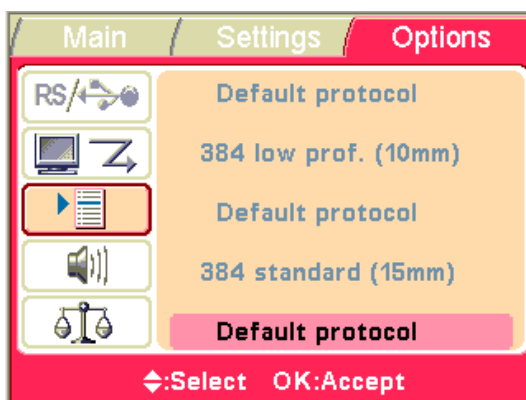 Main Settings Options
RS/
Default protocol
384 low prof. (10mm)
Default protocol
384 standard (15mm)
Default protocol
:Select OK:Accept